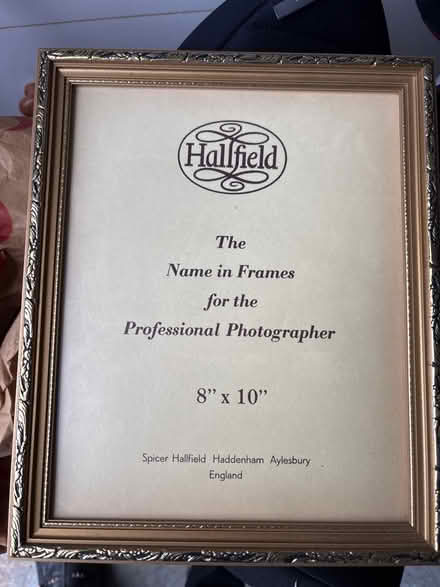 Hallfield
The
Name in Frames
for the
Professional Photographer
8” x 10”
Spicer Hallfield Haddenham Aylesbury
England